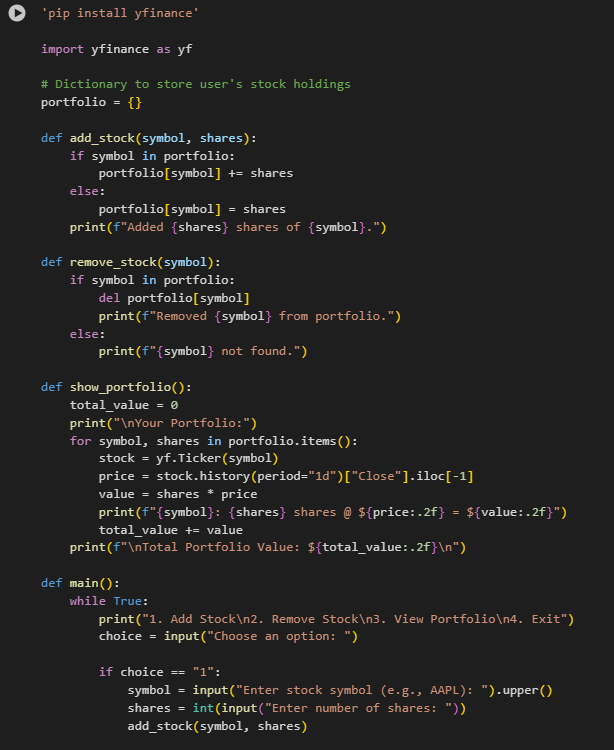 'pip install yfinance'

import yfinance as yf

# Dictionary to store user's stock holdings
portfolio = {}

def add_stock(symbol, shares):
    if symbol in portfolio:
        portfolio[symbol] += shares
    else:
        portfolio[symbol] = shares
    print(f"Added {shares} shares of {symbol}.")

def remove_stock(symbol):
    if symbol in portfolio:
        del portfolio[symbol]
        print(f"Removed {symbol} from portfolio.")
    else:
        print(f"{symbol} not found.")

def show_portfolio():
    total_value = 0
    print("\nYour Portfolio:")
    for symbol, shares in portfolio.items():
        stock = yf.Ticker(symbol)
        price = stock.history(period="1d")["Close"].iloc[-1]
        value = shares * price
        print(f"{symbol}: {shares} shares @ ${price:.2f} = ${value:.2f}")
        total_value += value
    print(f"\nTotal Portfolio Value: ${total_value:.2f}\n")

def main():
    while True:
        print("1. Add Stock\n2. Remove Stock\n3. View Portfolio\n4. Exit")
        choice = input("Choose an option: ")

        if choice == "1":
            symbol = input("Enter stock symbol (e.g., AAPL): ").upper()
            shares = int(input("Enter number of shares: "))
            add_stock(symbol, shares)